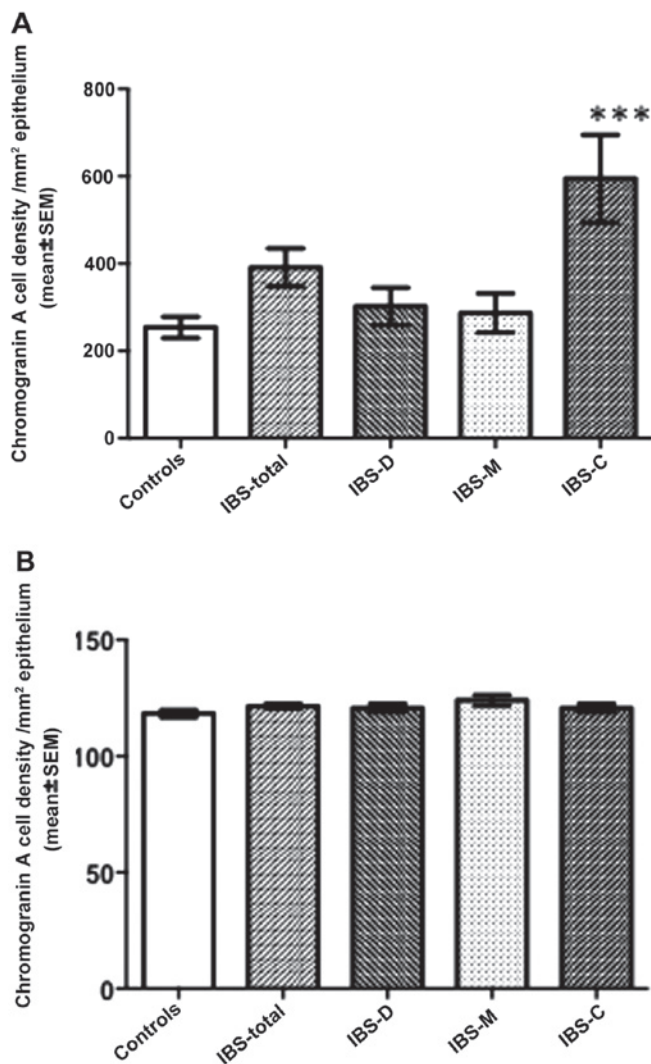 A
Chromogranin A cell density /mm² epithelium
(mean±SEM)
800
600
400
200
0
***
Controls
IBS-total
IBS-D
IBS-M
IBS-C
B
Chromogranin A cell density /mm² epithelium
(mean±SEM)
150
100
50
0
Controls
IBS-total
IBS-D
IBS-M
IBS-C